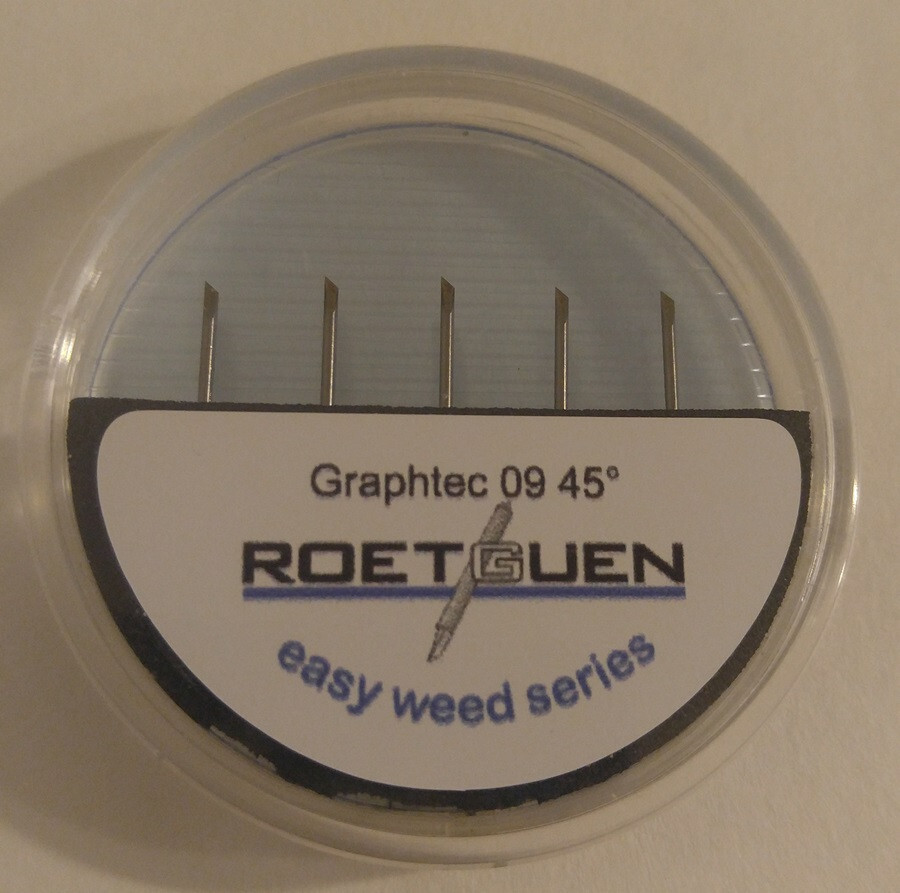 Graphtec 09 45°
ROETGUEN
easy weed series